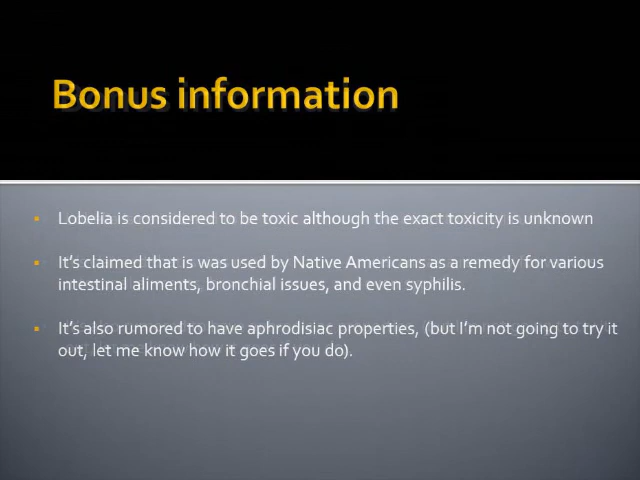 Bonus information
Lobelia is considered to be toxic although the exact toxicity is unknown
It's claimed that is was used by Native Americans as a remedy for various
intestinal aliments, bronchial issues, and even syphilis.
It's also rumored to have aphrodisiac properties, (but I'm not going to try it
out, let me know how it goes if you do).